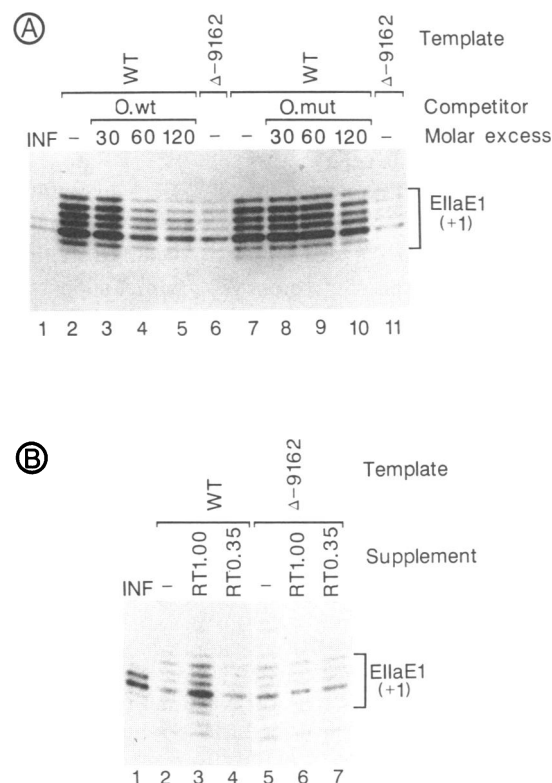 A
Template
WT Δ-9162 WT Δ-9162
O.wt O.mut Competitor
INF - 30 60 120 - - 30 60 120 - Molar excess
EIIaE1
(+1)
1 2 3 4 5 6 7 8 9 10 11
B
Template
WT Δ-9162
Supplement
INF - RT1.00 RT0.35 - RT1.00 RT0.35
EIIaE1
(+1)
1 2 3 4 5 6 7